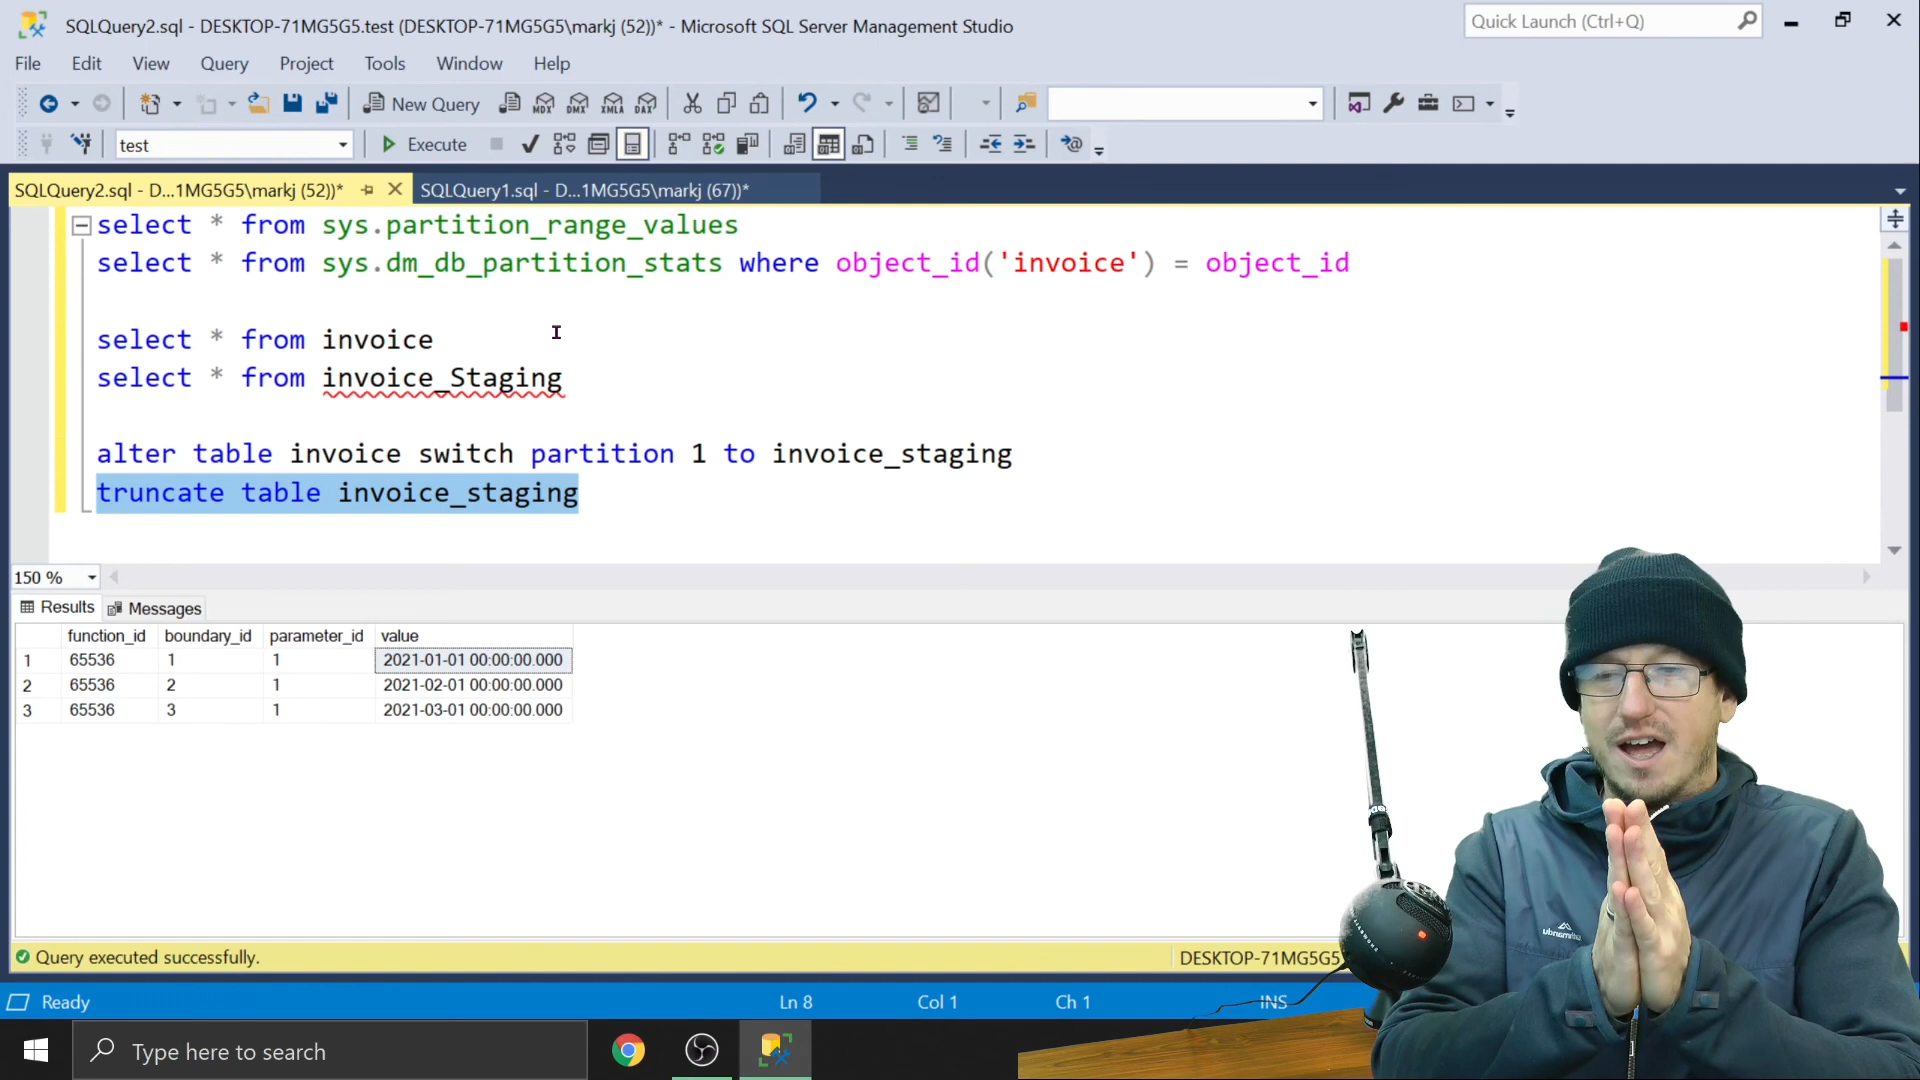 SQLQuery2.sql - DESKTOP-71MG5G5.test (DESKTOP-71MG5G5\markj (52))* - Microsoft SQL Server Management Studio
Quick Launch (Ctrl+Q)
File Edit View Query Project Tools Window Help
New Query MDX DMX XMLA DAX
test Execute
SQLQuery2.sql - D...1MG5G5\markj (52))* SQLQuery1.sql - D...1MG5G5\markj (67))*
select * from sys.partition_range_values
select * from sys.dm_db_partition_stats where object_id('invoice') = object_id
select * from invoice
select * from invoice_Staging
alter table invoice switch partition 1 to invoice_staging
truncate table invoice_staging
150 %
Results Messages
function_id boundary_id parameter_id value
1 65536 1 1 2021-01-01 00:00:00.000
2 65536 2 1 2021-02-01 00:00:00.000
3 65536 3 1 2021-03-01 00:00:00.000
Query executed successfully. DESKTOP-71MG5G5
Ready Ln 8 Col 1 Ch 1 INS
Type here to search